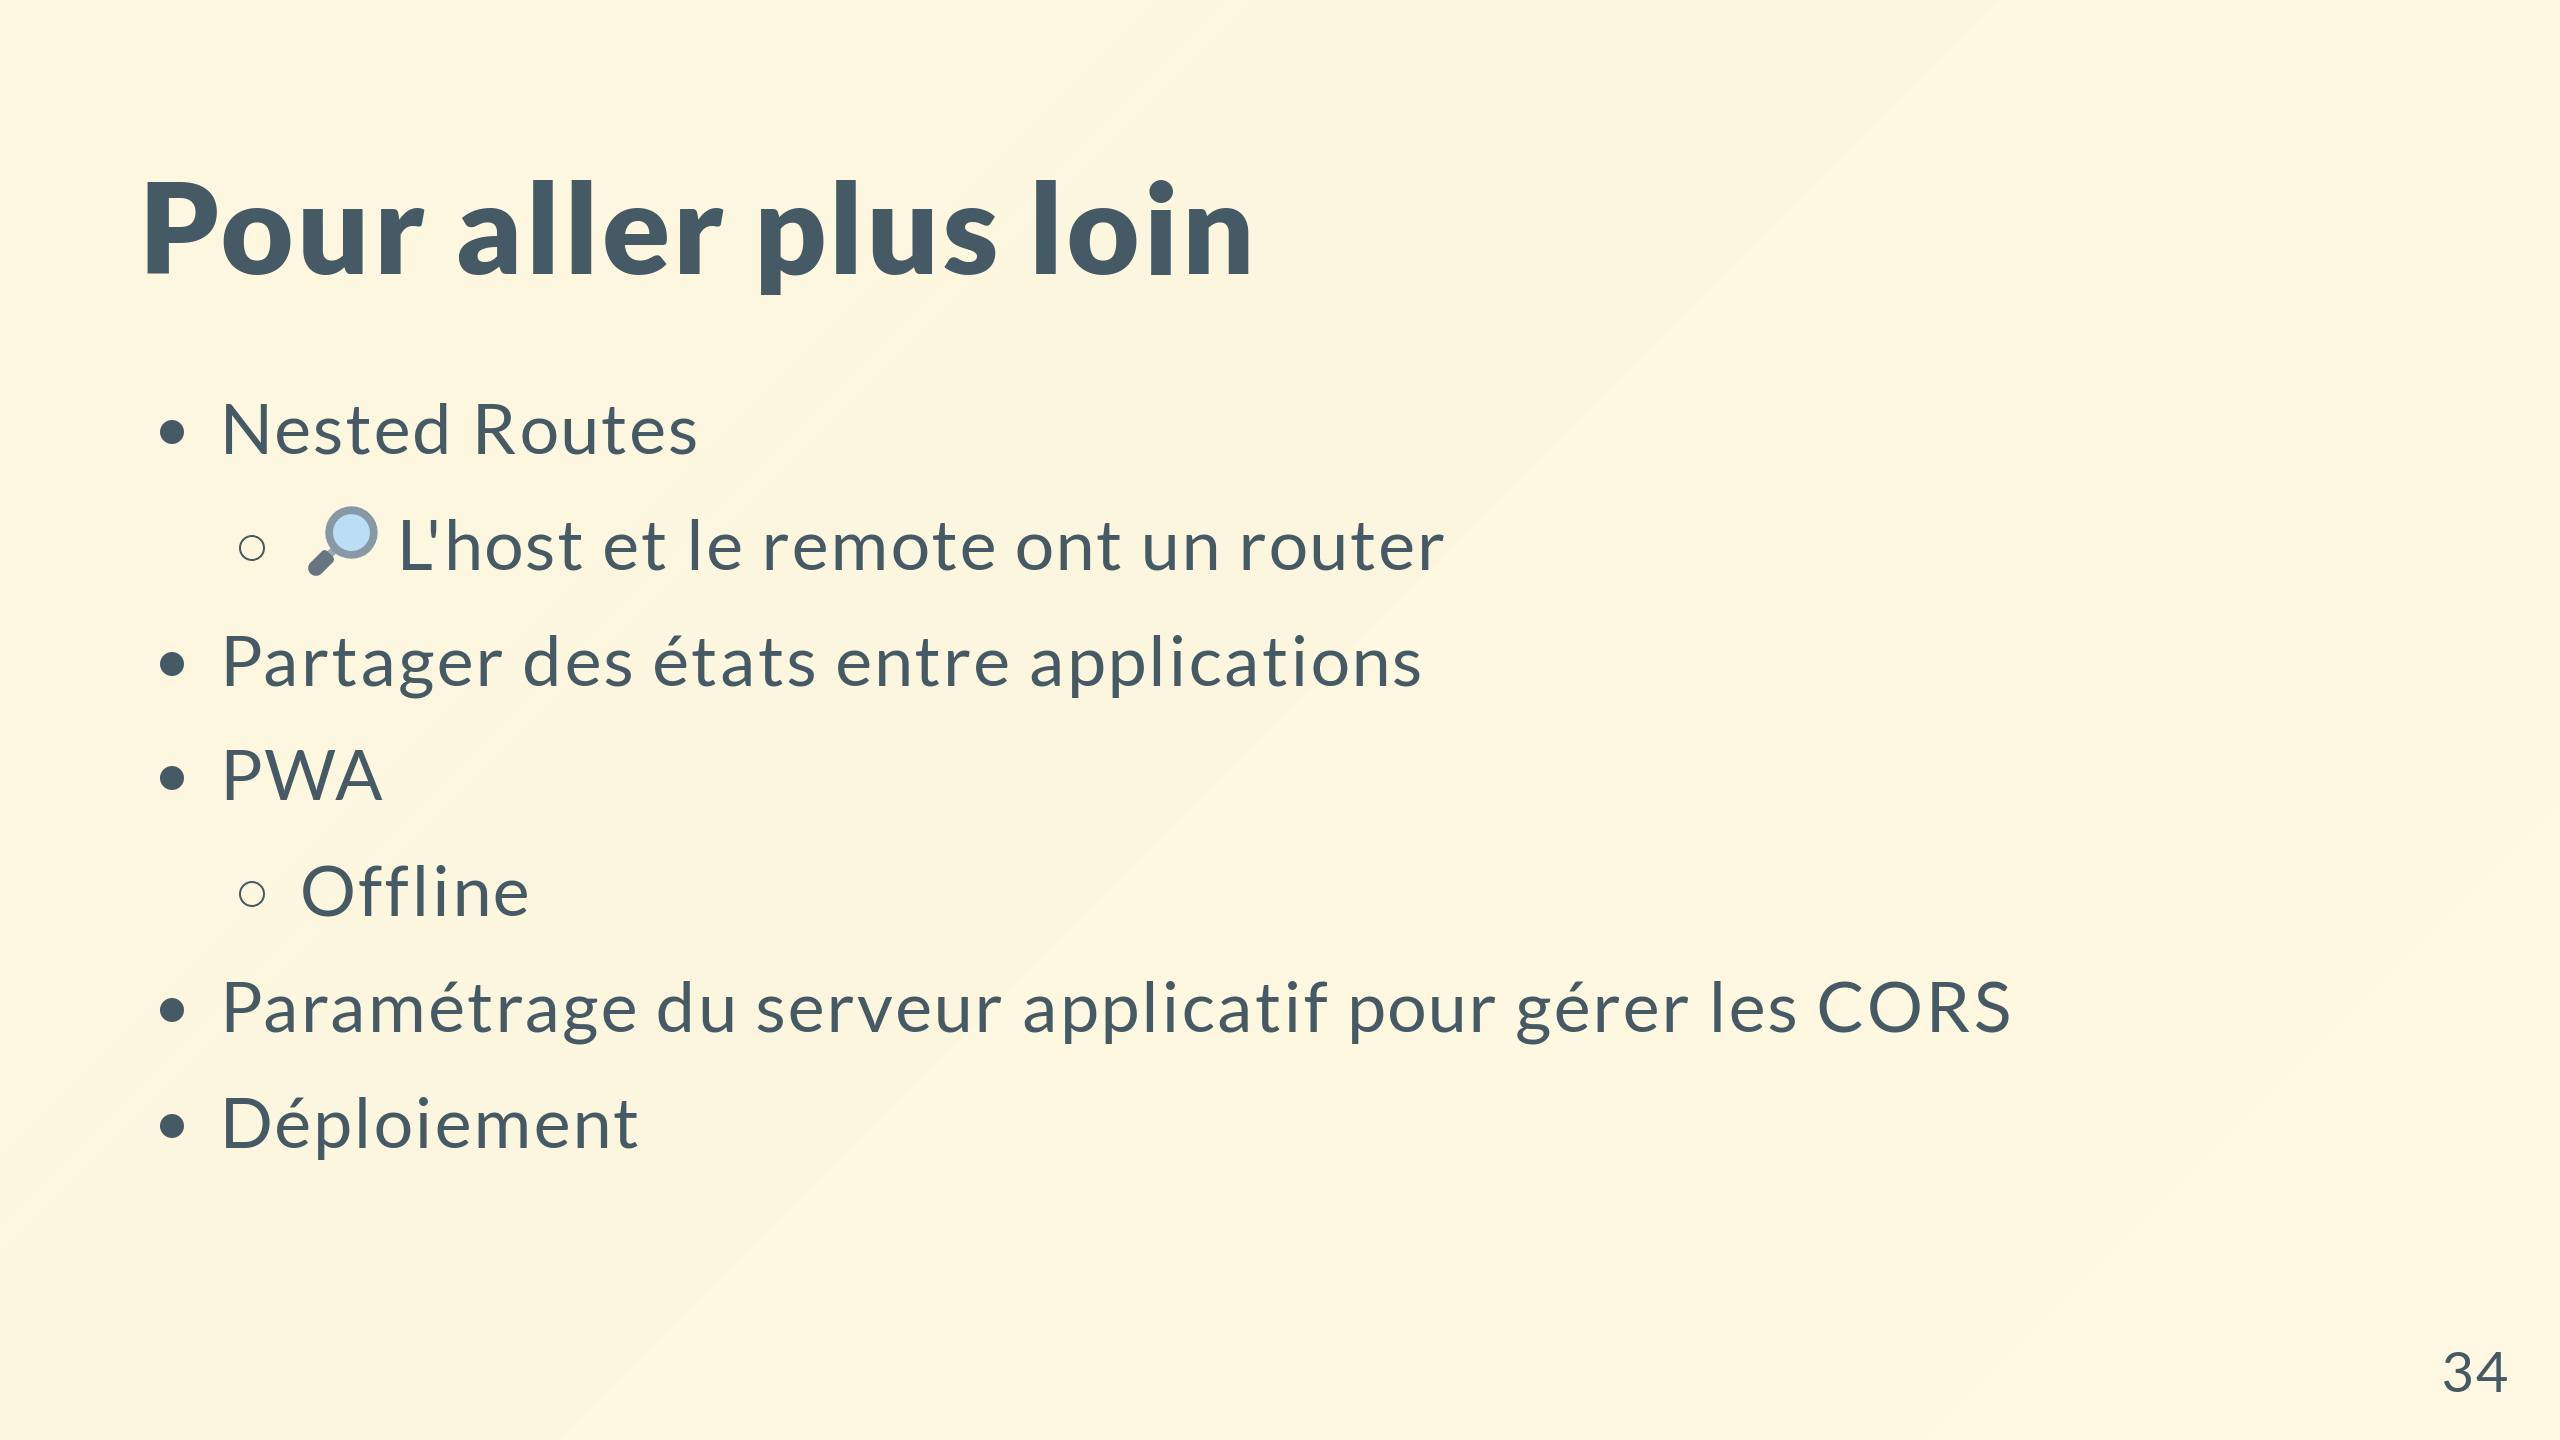 Pour aller plus loin
Nested Routes
🔎 L'host et le remote ont un router
Partager des états entre applications
PWA
Offline
Paramétrage du serveur applicatif pour gérer les CORS
Déploiement
34